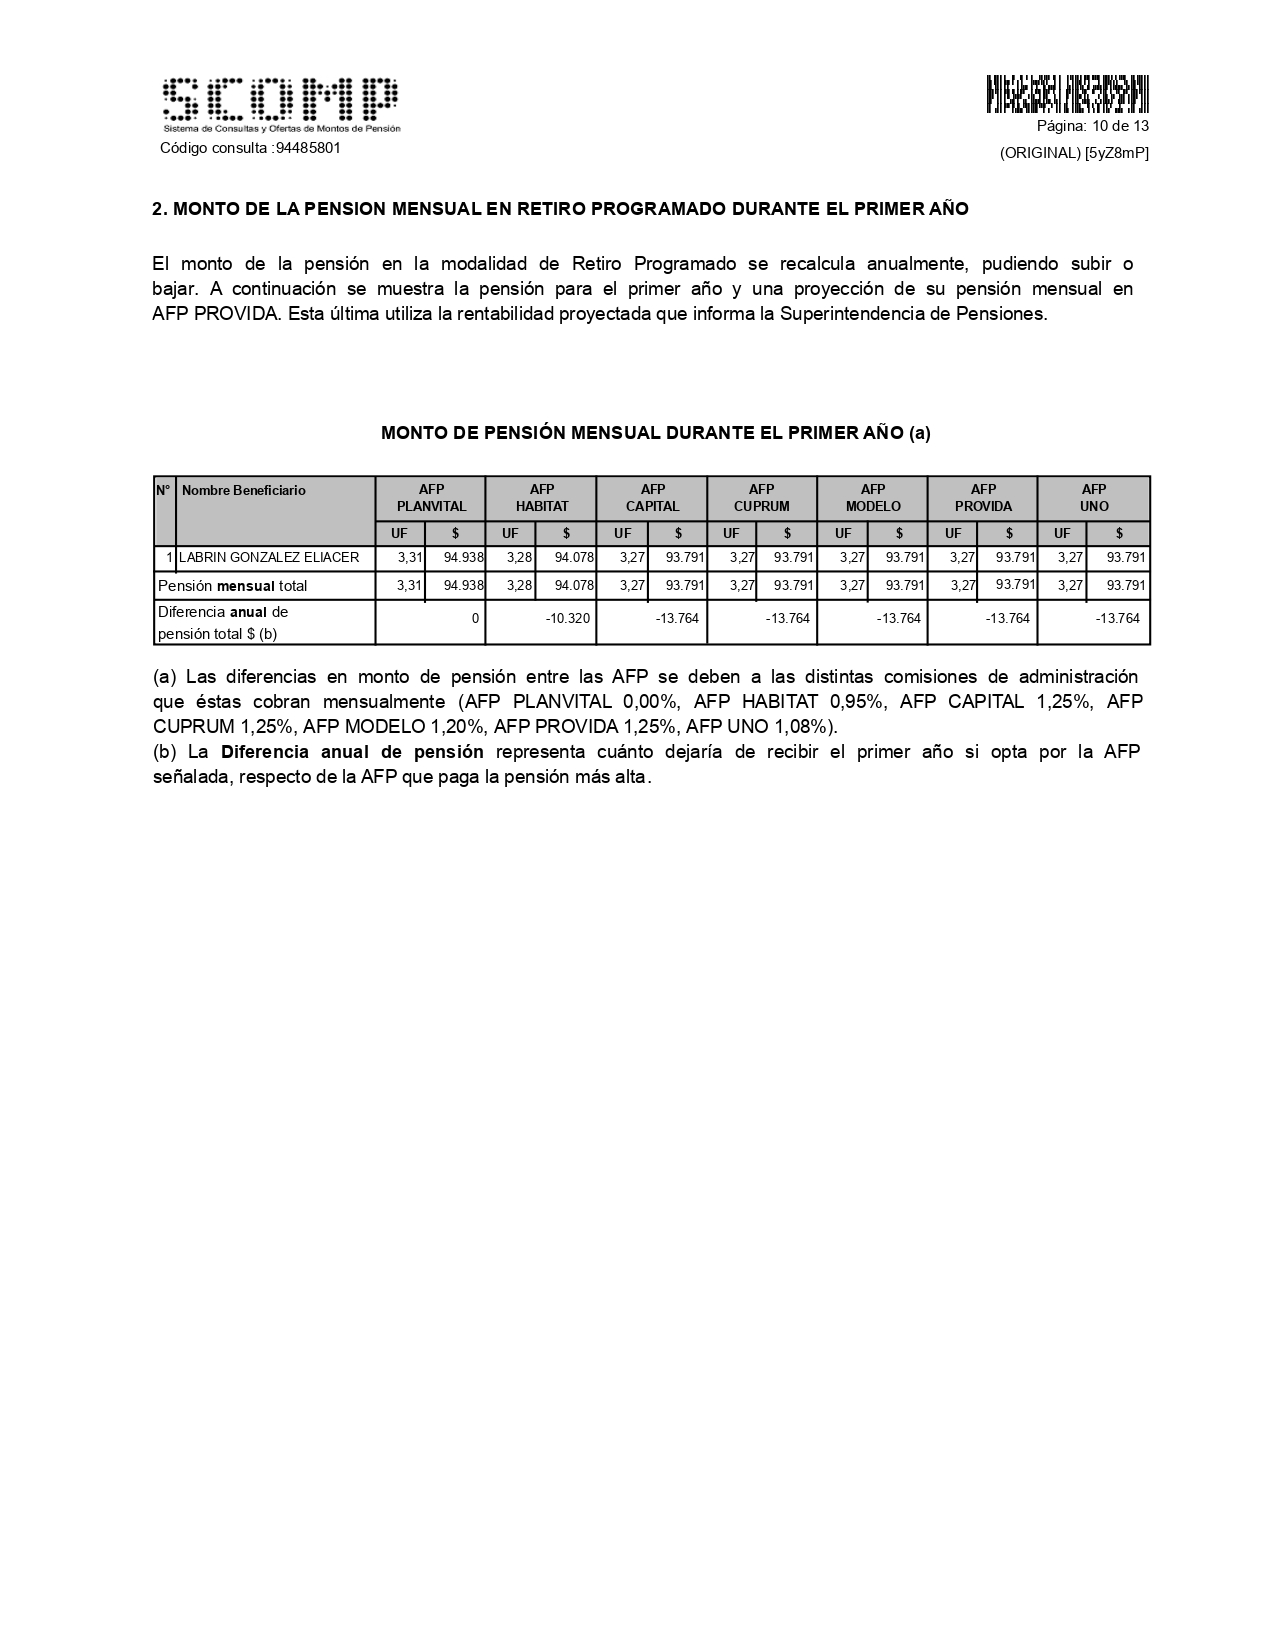 SCOMP
Sistema de Consultas y Ofertas de Montos de Pensión
Código consulta :94485801
Página: 10 de 13
(ORIGINAL) [5yZ8mP]
2. MONTO DE LA PENSION MENSUAL EN RETIRO PROGRAMADO DURANTE EL PRIMER AÑO
El monto de la pensión en la modalidad de Retiro Programado se recalcula anualmente, pudiendo subir o
bajar. A continuación se muestra la pensión para el primer año y una proyección de su pensión mensual en
AFP PROVIDA. Esta última utiliza la rentabilidad proyectada que informa la Superintendencia de Pensiones.
MONTO DE PENSIÓN MENSUAL DURANTE EL PRIMER AÑO (a)
N° Nombre Beneficiario AFP AFP AFP AFP AFP AFP AFP
PLANVITAL HABITAT CAPITAL CUPRUM MODELO PROVIDA UNO
UF $ UF $ UF $ UF $ UF $ UF $ UF $
1 LABRIN GONZALEZ ELIACER 3,31 94.938 3,28 94.078 3,27 93.791 3,27 93.791 3,27 93.791 3,27 93.791 3,27 93.791
Pensión mensual total 3,31 94.938 3,28 94.078 3,27 93.791 3,27 93.791 3,27 93.791 3,27 93.791 3,27 93.791
Diferencia anual de
pensión total $ (b) 0 -10.320 -13.764 -13.764 -13.764 -13.764 -13.764
(a) Las diferencias en monto de pensión entre las AFP se deben a las distintas comisiones de administración
que éstas cobran mensualmente (AFP PLANVITAL 0,00%, AFP HABITAT 0,95%, AFP CAPITAL 1,25%, AFP
CUPRUM 1,25%, AFP MODELO 1,20%, AFP PROVIDA 1,25%, AFP UNO 1,08%).
(b) La Diferencia anual de pensión representa cuánto dejaría de recibir el primer año si opta por la AFP
señalada, respecto de la AFP que paga la pensión más alta.